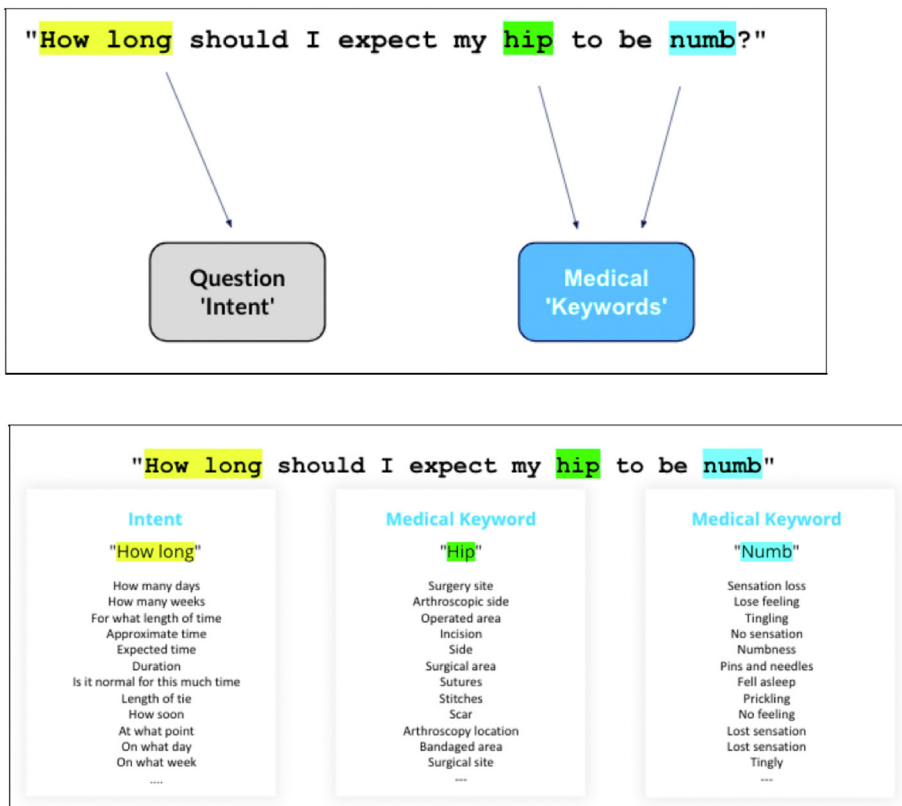 "How long should I expect my hip to be numb?"
Question
'Intent'
Medical
'Keywords'
"How long should I expect my hip to be numb"
Intent
"How long"
How many days
How many weeks
For what length of time
Approximate time
Expected time
Duration
Is it normal for this much time
Length of tie
How soon
At what point
On what day
On what week
....
Medical Keyword
"Hip"
Surgery site
Arthroscopic side
Operated area
Incision
Side
Surgical area
Sutures
Stitches
Scar
Arthroscopy location
Bandaged area
Surgical site
---
Medical Keyword
"Numb"
Sensation loss
Lose feeling
Tingling
No sensation
Numbness
Pins and needles
Fell asleep
Prickling
No feeling
Lost sensation
Lost sensation
Tingly
---